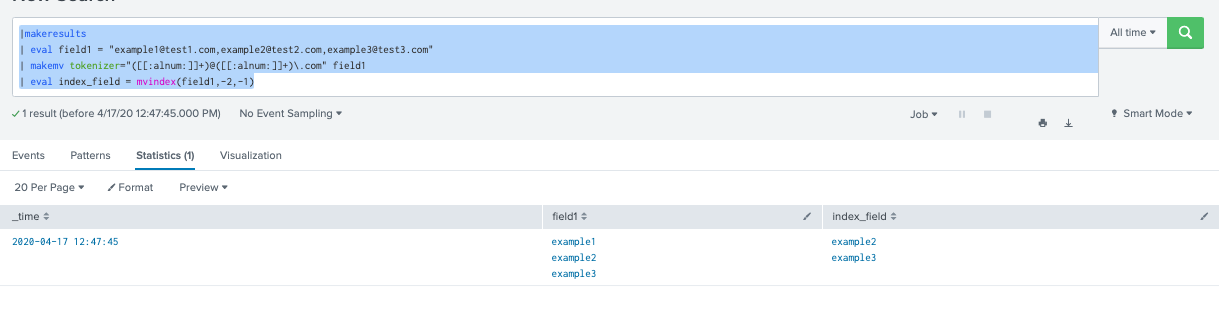 New Search
|makeresults
| eval field1 = "example1@test1.com,example2@test2.com,example3@test3.com"
| makemv tokenizer="([[:alnum:]]+)@([[:alnum:]]+)\.com" field1
| eval index_field = mvindex(field1,-2,-1)
All time
1 result (before 4/17/20 12:47:45.000 PM) No Event Sampling
Job
Smart Mode
Events Patterns Statistics (1) Visualization
20 Per Page Format Preview
_time field1 index_field
2020-04-17 12:47:45 example1 example2
example2 example3
example3